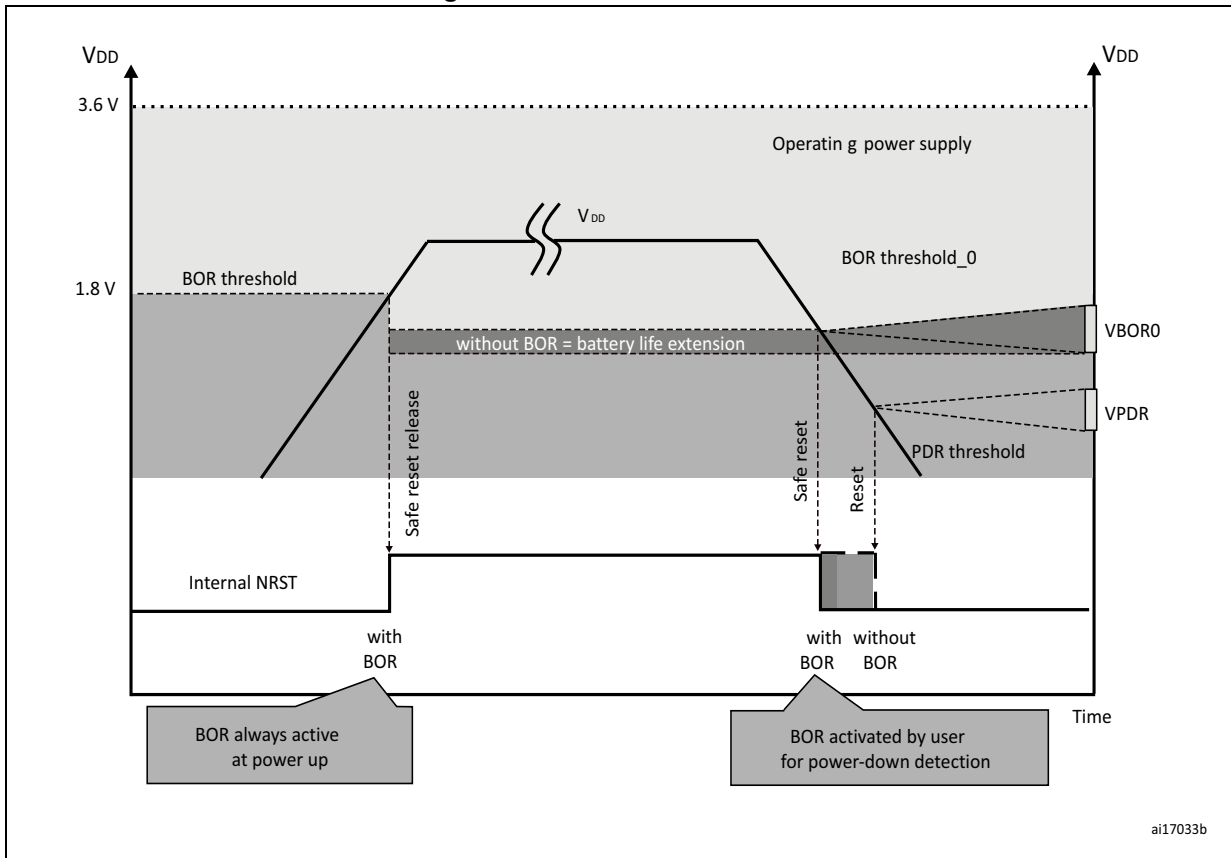 VDD
VDD
3.6 V
Operatin g power supply
VDD
BOR threshold_0
BOR threshold
1.8 V
VBOR0
without BOR = battery life extension
VPDR
Safe reset release
Safe reset
Reset
PDR threshold
Internal NRST
with
BOR
with
BOR
without
BOR
Time
BOR always active
at power up
BOR activated by user
for power-down detection
ai17033b